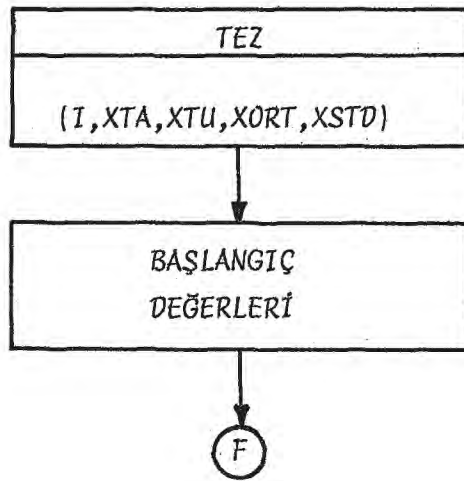 TEZ
(I,XTA,XTU,XORT,XSTD)
BAŞLANGIÇ
DEĞERLERİ
F